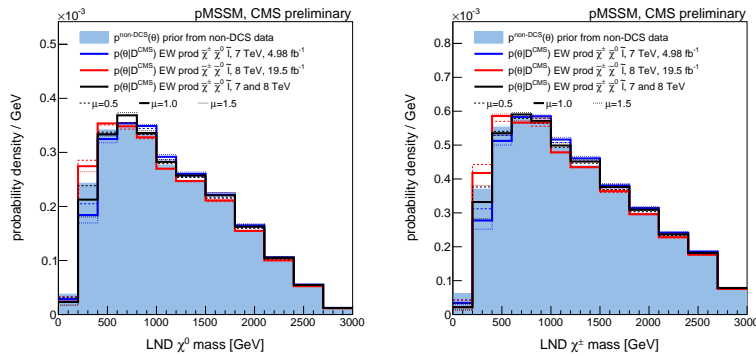 pMSSM, CMS preliminary
×10⁻³
p^non-DCS(θ) prior from non-DCS data
p(θ|D^CMS) EW prod χ̃± χ̃⁰ l̃, 7 TeV, 4.98 fb⁻¹
p(θ|D^CMS) EW prod χ̃± χ̃⁰ l̃, 8 TeV, 19.5 fb⁻¹
p(θ|D^CMS) EW prod χ̃± χ̃⁰ l̃, 7 and 8 TeV
μ=0.5 μ=1.0 μ=1.5
probability density / GeV
0.5
0.4
0.3
0.2
0.1
0
0 500 1000 1500 2000 2500 3000
LND χ⁰ mass [GeV]
pMSSM, CMS preliminary
×10⁻³
p^non-DCS(θ) prior from non-DCS data
p(θ|D^CMS) EW prod χ̃± χ̃⁰ l̃, 7 TeV, 4.98 fb⁻¹
p(θ|D^CMS) EW prod χ̃± χ̃⁰ l̃, 8 TeV, 19.5 fb⁻¹
p(θ|D^CMS) EW prod χ̃± χ̃⁰ l̃, 7 and 8 TeV
μ=0.5 μ=1.0 μ=1.5
probability density / GeV
0.8
0.7
0.6
0.5
0.4
0.3
0.2
0.1
0
0 500 1000 1500 2000 2500 3000
LND χ± mass [GeV]